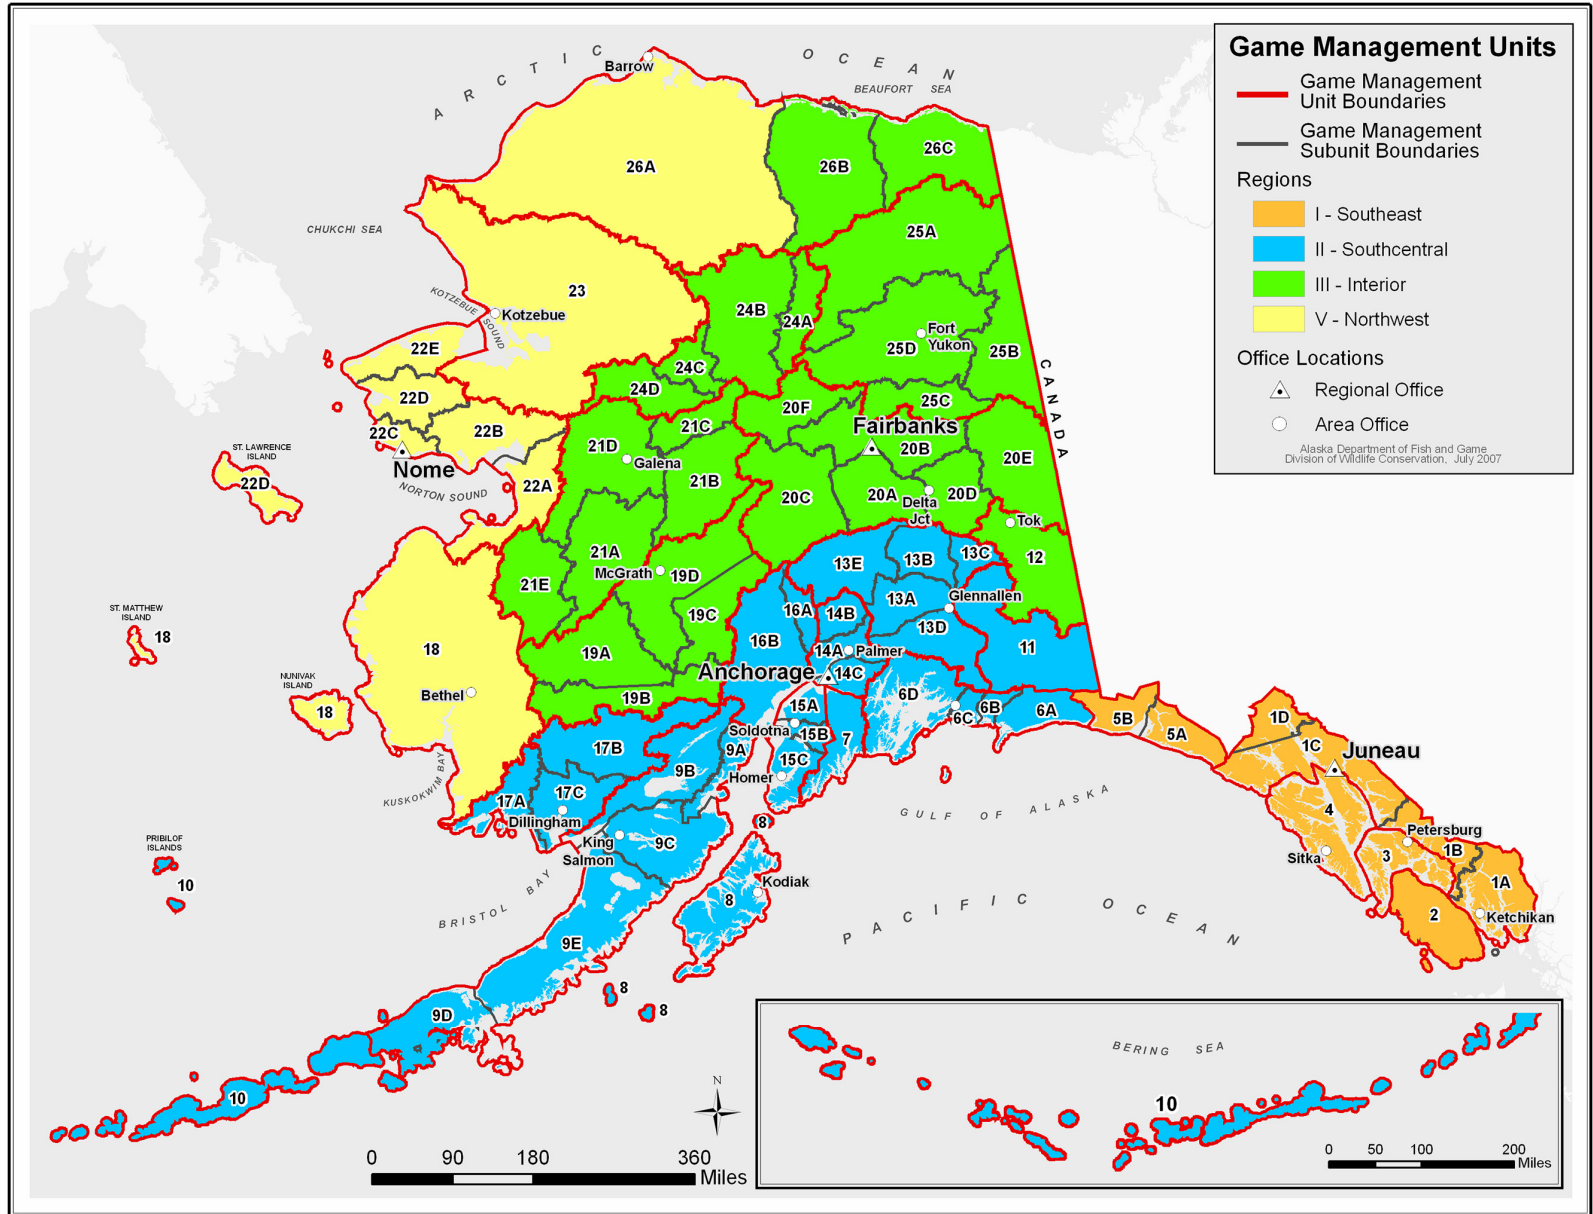 Game Management Units
Game Management
Unit Boundaries
Game Management
Subunit Boundaries
Regions
I - Southeast
II - Southcentral
III - Interior
V - Northwest
Office Locations
Regional Office
Area Office
Alaska Department of Fish and Game
Division of Wildlife Conservation, July 2007
ARCTIC OCEAN
BEAUFORT SEA
Barrow
26A
26B
26C
CHUKCHI SEA
25A
23
KOTZEBUE SOUND
Kotzebue
24B
24A
Fort
Yukon
25D
25B
22E
24C
24D
22D
25C
20F
CANADA
22C
22B
21C
21D
Fairbanks
20B
20E
Nome
Galena
ST. LAWRENCE
ISLAND
22D
NORTON SOUND
22A
21B
20C
20A
20D
Delta
Jct
Tok
21A
McGrath
19D
21E
13E
13B
13C
12
13A
Glennallen
ST. MATTHEW
ISLAND
18
19C
16A
14B
13D
16B
18
19A
14A
Palmer
11
Anchorage
14C
NUNIVAK
ISLAND
18
Bethel
19B
15A
6D
6C
6B
6A
5B
5A
1D
1C
Juneau
Soldotna
15B
7
17B
9A
9B
15C
Homer
KUSKOKWIM BAY
17A
17C
Dillingham
GULF OF ALASKA
4
8
King
Salmon
9C
Petersburg
1B
Sitka
3
1A
PRIBILOF
ISLANDS
10
Kodiak
8
2
Ketchikan
BRISTOL BAY
PACIFIC OCEAN
9E
8
8
9D
10
N
BERING SEA
10
0 90 180 360
Miles
0 50 100 200
Miles